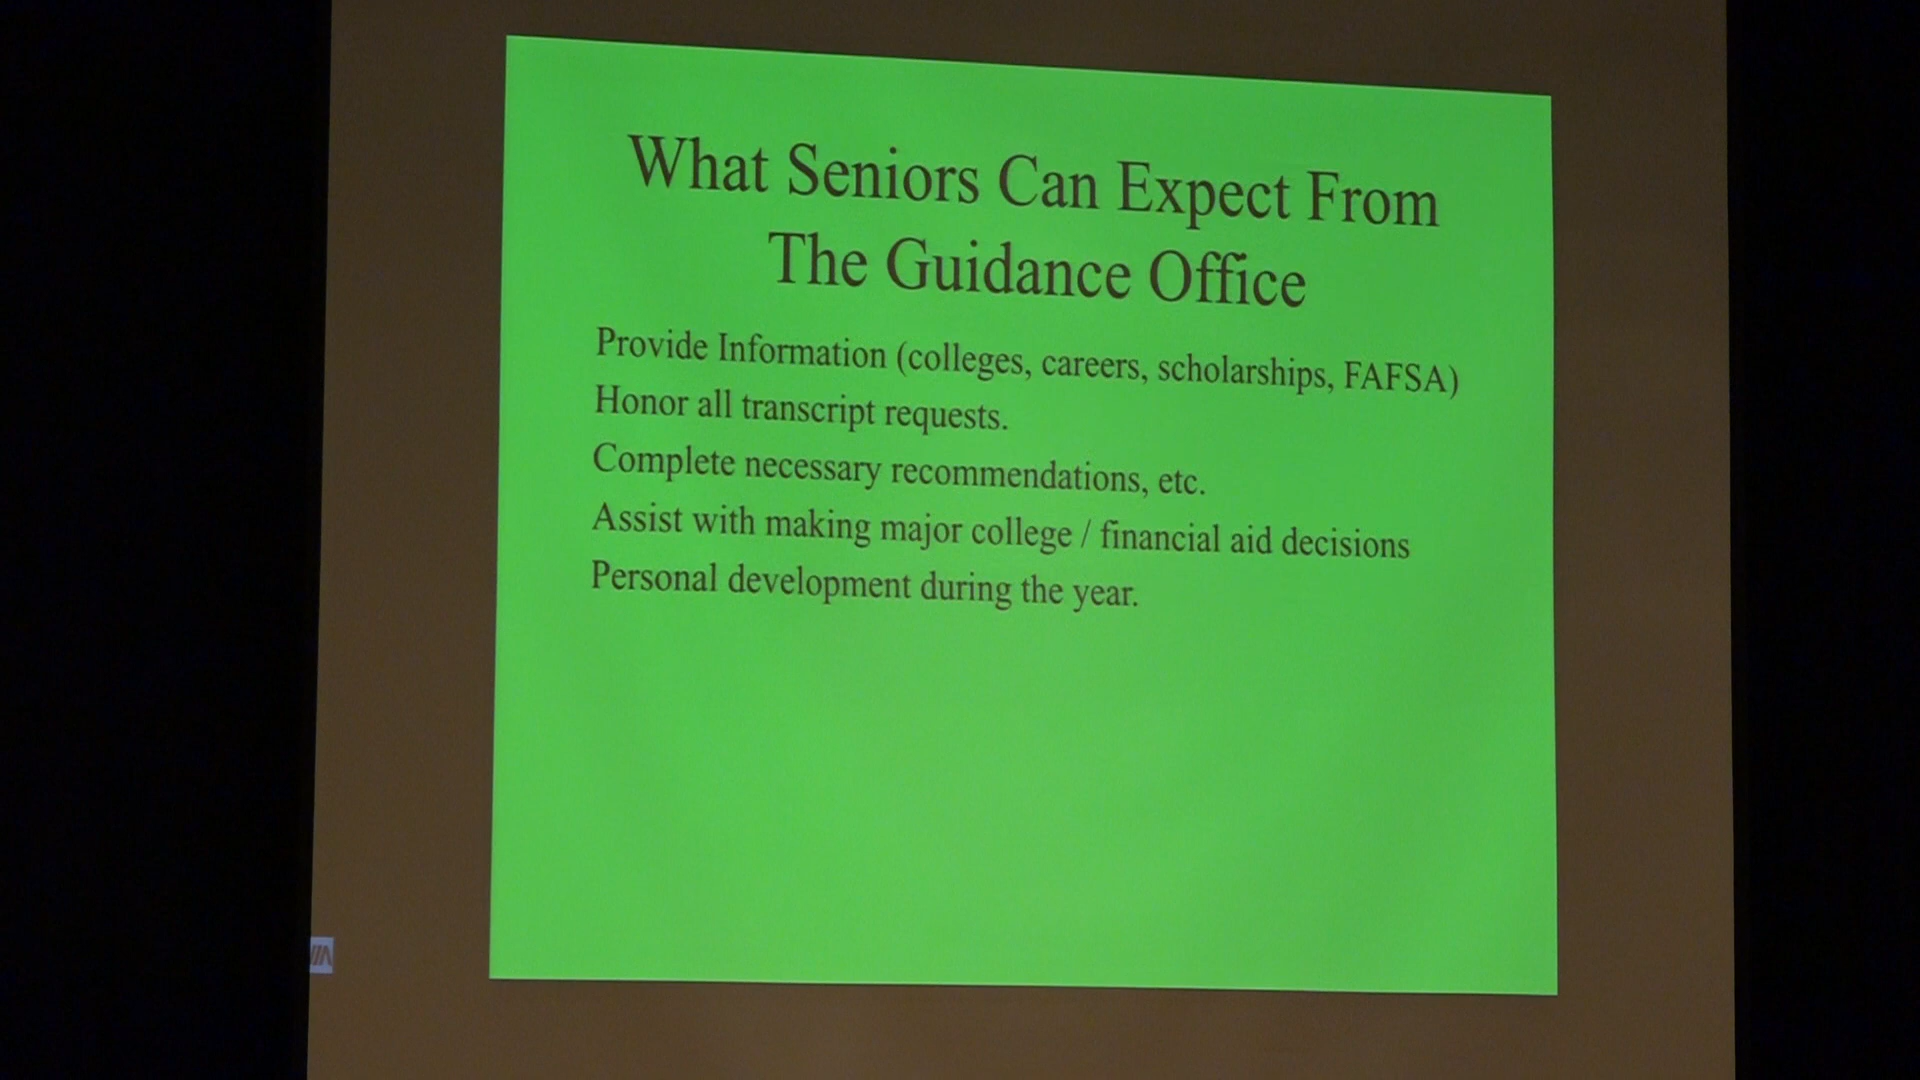 What Seniors Can Expect From
The Guidance Office
Provide Information (colleges, careers, scholarships, FAFSA)
Honor all transcript requests.
Complete necessary recommendations, etc.
Assist with making major college / financial aid decisions
Personal development during the year.